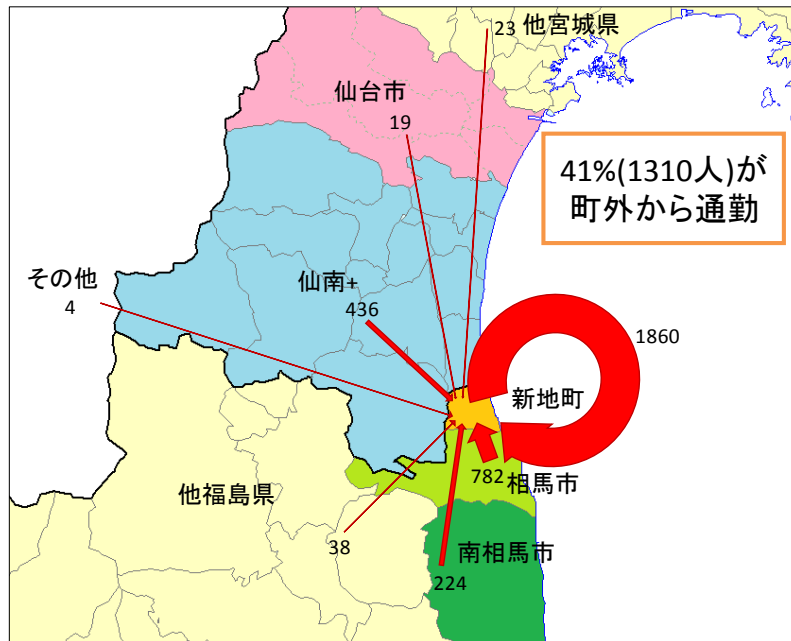 23 他宮城県
仙台市
19
41%(1310人)が
町外から通勤
その他
4
仙南+
436
1860
新地町
782 相馬市
他福島県
38
南相馬市
224